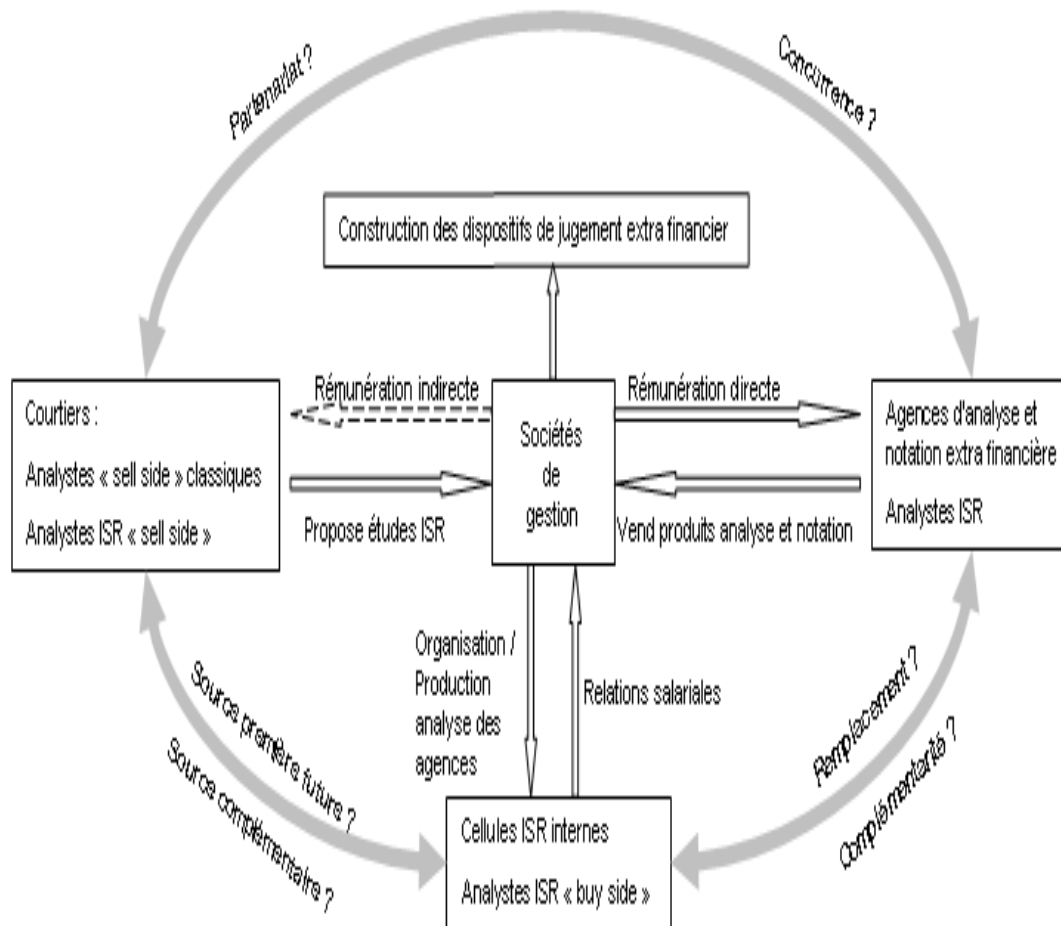 Partenariat ?
Concurrence ?
Construction des dispositifs de jugement extra financier
Courtiers :
Analystes « sell side » classiques
Analystes ISR « sell side »
Rémunération indirecte
Propose études ISR
Sociétés
de
gestion
Rémunération directe
Vend produits analyse et notation
Agences d'analyse et
notation extra financière
Analystes ISR
Organisation /
Production
analyse des
agences
Relations salariales
Source première future ?
Source complémentaire ?
Remplacement ?
Complémentarité ?
Cellules ISR internes
Analystes ISR « buy side »